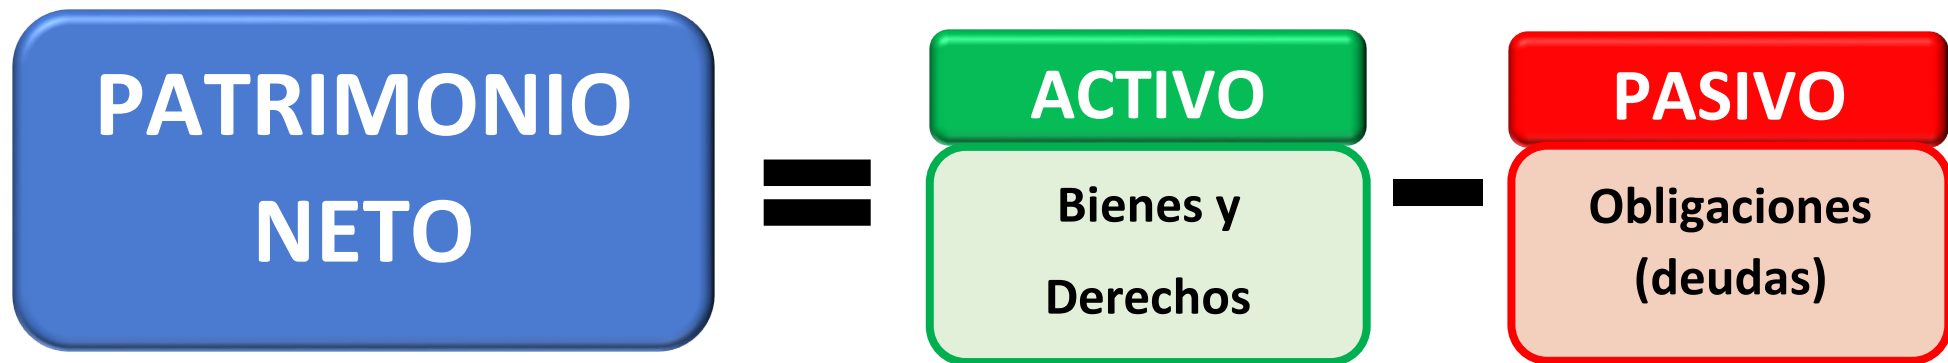 PATRIMONIO
NETO
=
ACTIVO
Bienes y
Derechos
-
PASIVO
Obligaciones
(deudas)